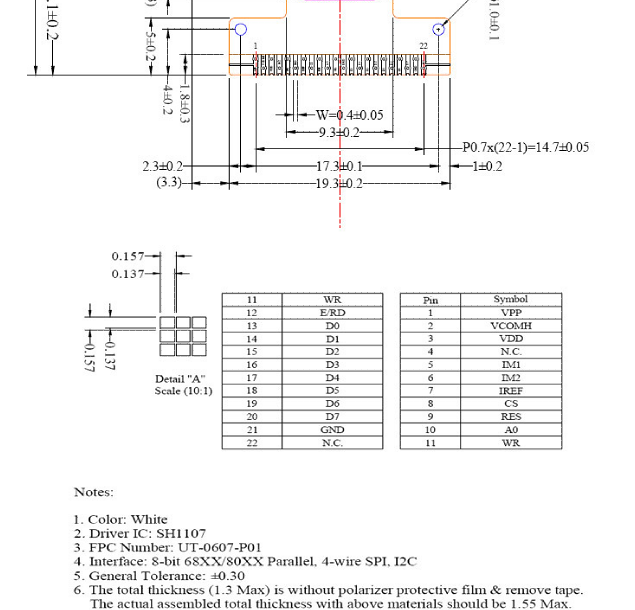 .1±0.2
5±0.2
4±0.2
1.8±0.3
1.0±0.1
1
22
W=0.4±0.05
9.3±0.2
P0.7x(22-1)=14.7±0.05
2.3±0.2
17.3±0.1
1±0.2
(3.3)
19.3±0.2
0.157
0.137
0.157
0.137
Detail "A"
Scale (10:1)
11 WR
12 E/RD
13 D0
14 D1
15 D2
16 D3
17 D4
18 D5
19 D6
20 D7
21 GND
22 N.C.
Pin Symbol
1 VPP
2 VCOMH
3 VDD
4 N.C.
5 IM1
6 IM2
7 IREF
8 CS
9 RES
10 A0
11 WR
Notes:
1. Color: White
2. Driver IC: SH1107
3. FPC Number: UT-0607-P01
4. Interface: 8-bit 68XX/80XX Parallel, 4-wire SPI, I2C
5. General Tolerance: ±0.30
6. The total thickness (1.3 Max) is without polarizer protective film & remove tape.
The actual assembled total thickness with above materials should be 1.55 Max.